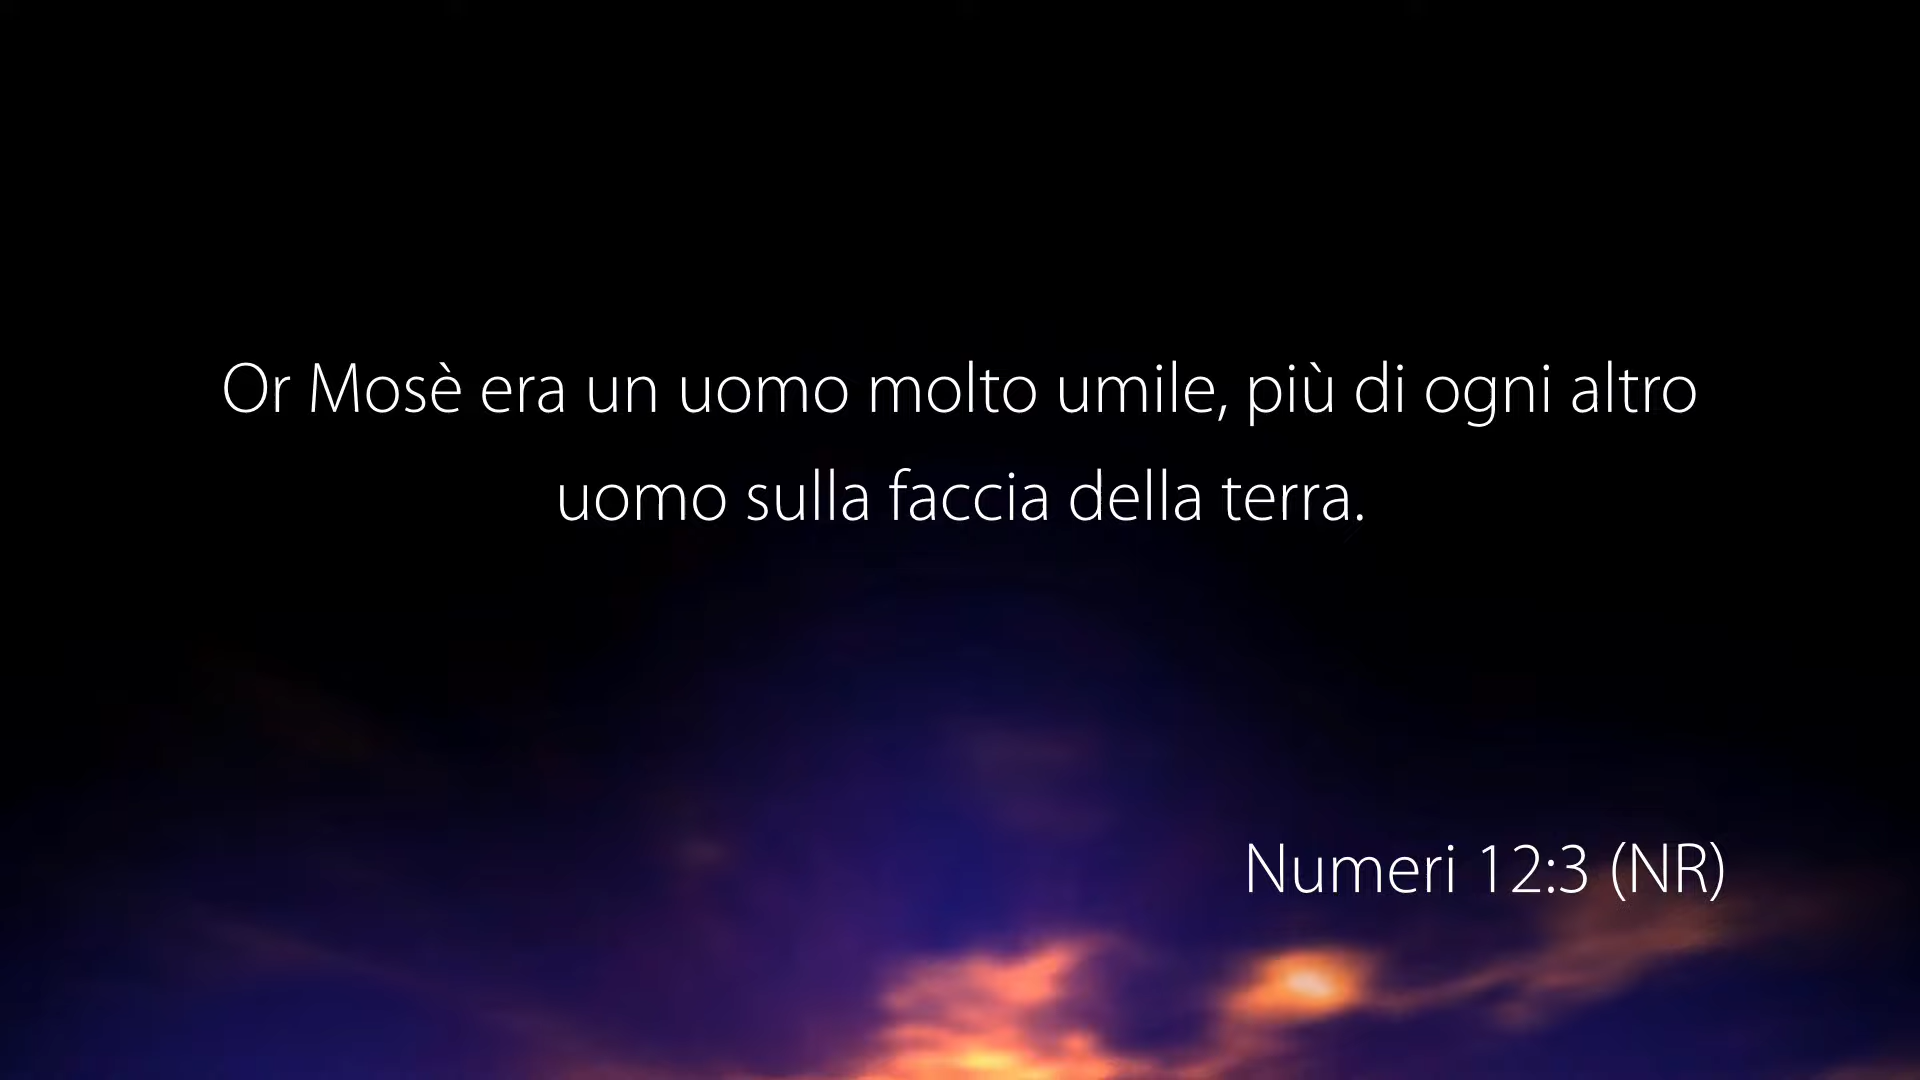 Or Mosè era un uomo molto umile, più di ogni altro
uomo sulla faccia della terra.
Numeri 12:3 (NR)